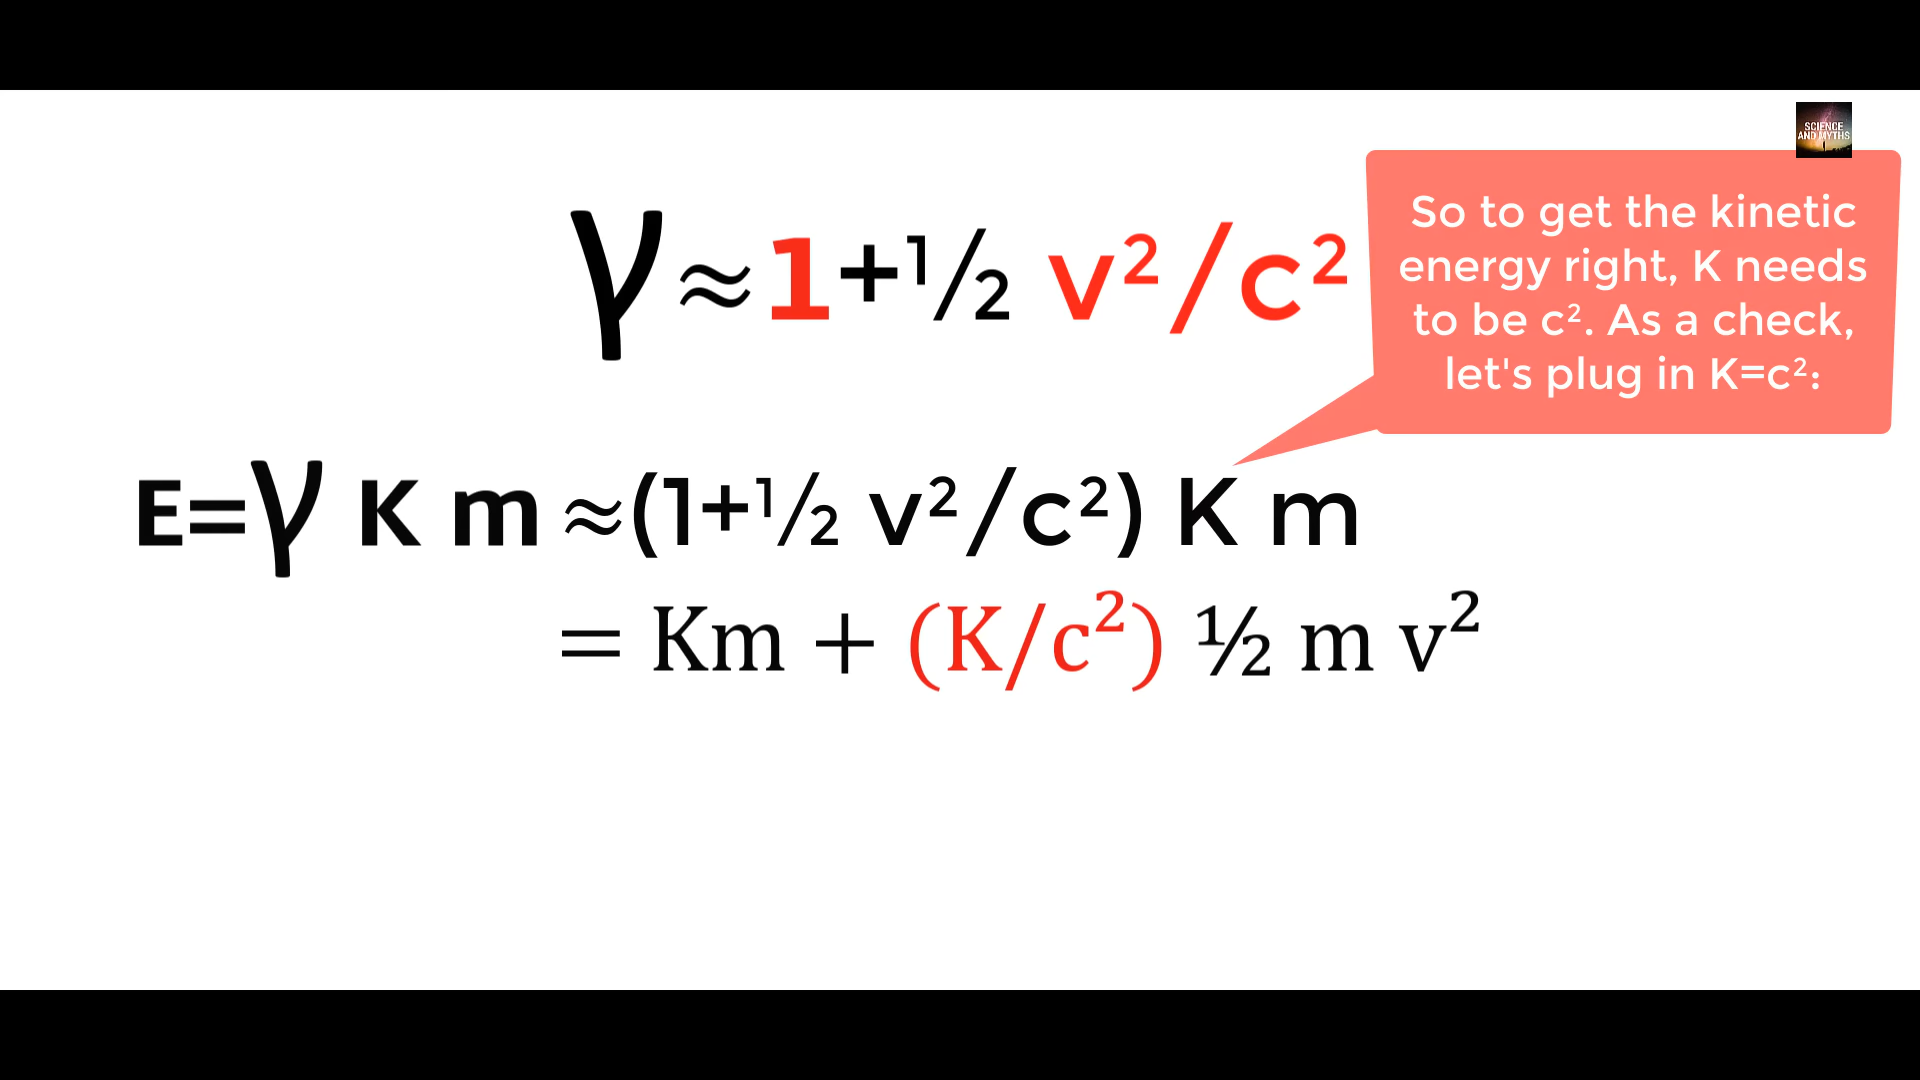 SCIENCE
AND MYTHS
γ≈1+½ v²/c²
So to get the kinetic
energy right, K needs
to be c². As a check,
let's plug in K=c²:
E=γ K m ≈(1+½ v²/c²) K m
= Km + (K/c²) ½ m v²